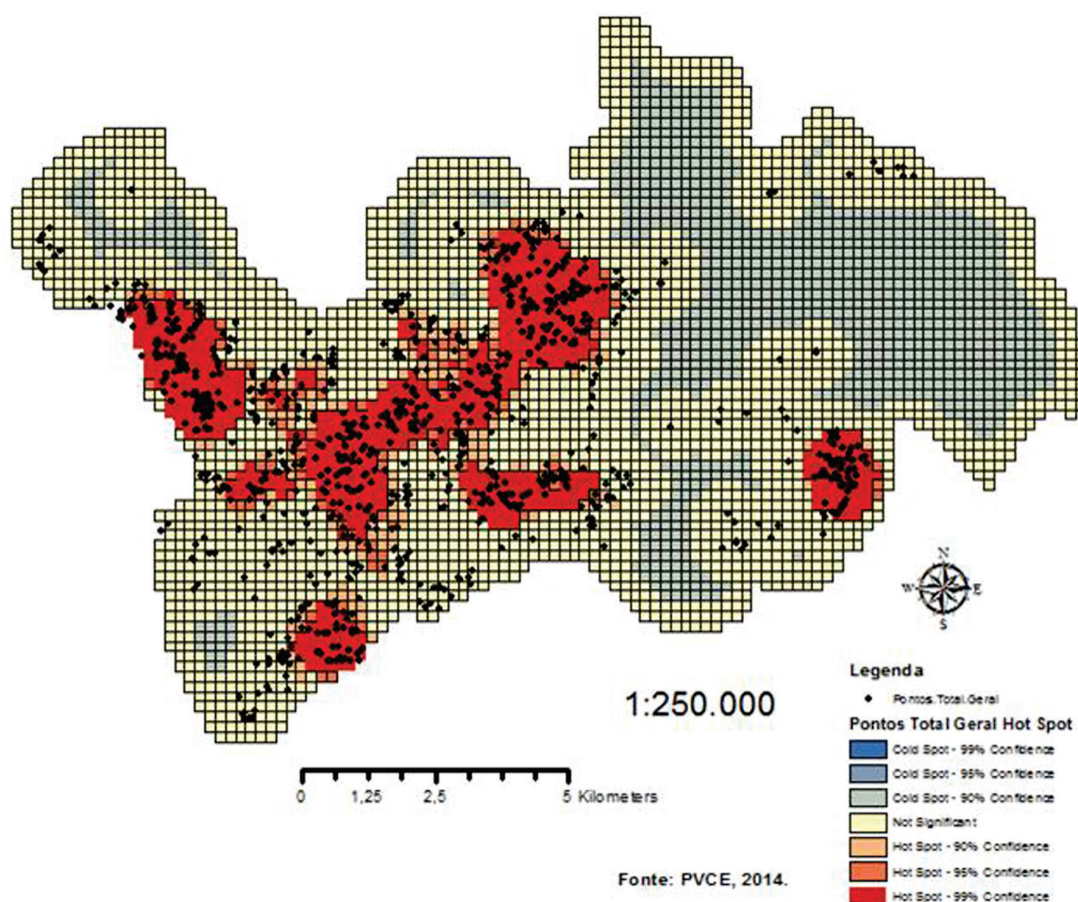 N
W E
S
Legenda
Pontos.Total.Geral
1:250.000
Pontos Total Geral Hot Spot
Cold Spot - 99% Confidence
Cold Spot - 95% Confidence
Cold Spot - 90% Confidence
Not Significant
Hot Spot - 90% Confidence
Hot Spot - 95% Confidence
Hot Spot - 99% Confidence
0 1,25 2,5 5 Kilometers
Fonte: PVCE, 2014.